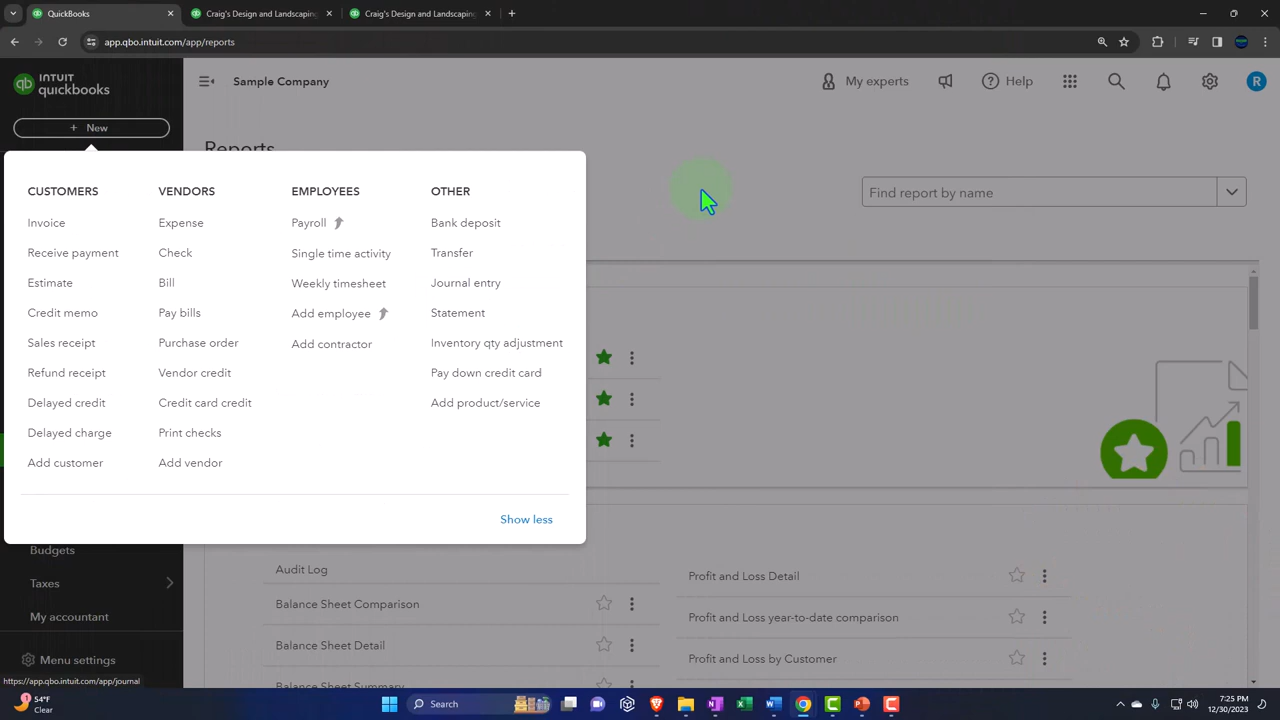 QuickBooks
Craig's Design and Landscaping
Craig's Design and Landscaping
app.qbo.intuit.com/app/reports
INTUIT
quickbooks
Sample Company
My experts
Help
R
+ New
Reports
Find report by name
CUSTOMERS
Invoice
Receive payment
Estimate
Credit memo
Sales receipt
Refund receipt
Delayed credit
Delayed charge
Add customer
VENDORS
Expense
Check
Bill
Pay bills
Purchase order
Vendor credit
Credit card credit
Print checks
Add vendor
EMPLOYEES
Payroll
Single time activity
Weekly timesheet
Add employee
Add contractor
OTHER
Bank deposit
Transfer
Journal entry
Statement
Inventory qty adjustment
Pay down credit card
Add product/service
Show less
Budgets
Taxes
My accountant
Menu settings
https://app.qbo.intuit.com/app/journal
Audit Log
Balance Sheet Comparison
Balance Sheet Detail
Balance Sheet Summary
Profit and Loss Detail
Profit and Loss year-to-date comparison
Profit and Loss by Customer
54°F
Clear
Search
7:25 PM
12/30/2023